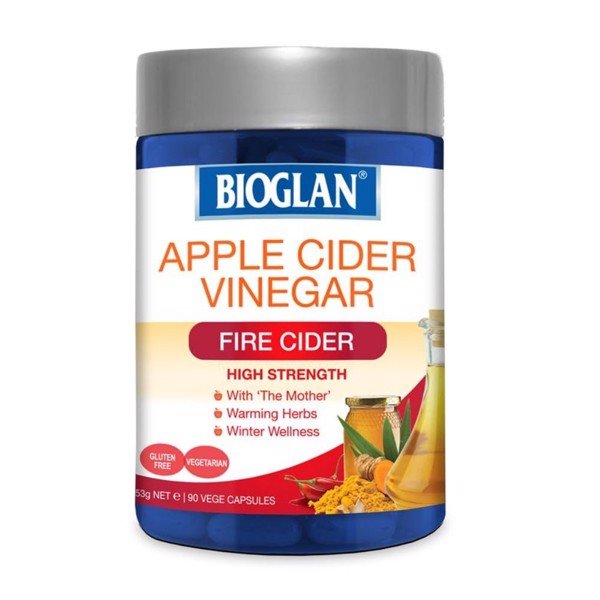 BIOGLAN®
APPLE CIDER
VINEGAR
FIRE CIDER
HIGH STRENGTH
With 'The Mother'
Warming Herbs
Winter Wellness
GLUTEN
FREE
VEGETARIAN
53g NET ℮ | 90 VEGE CAPSULES